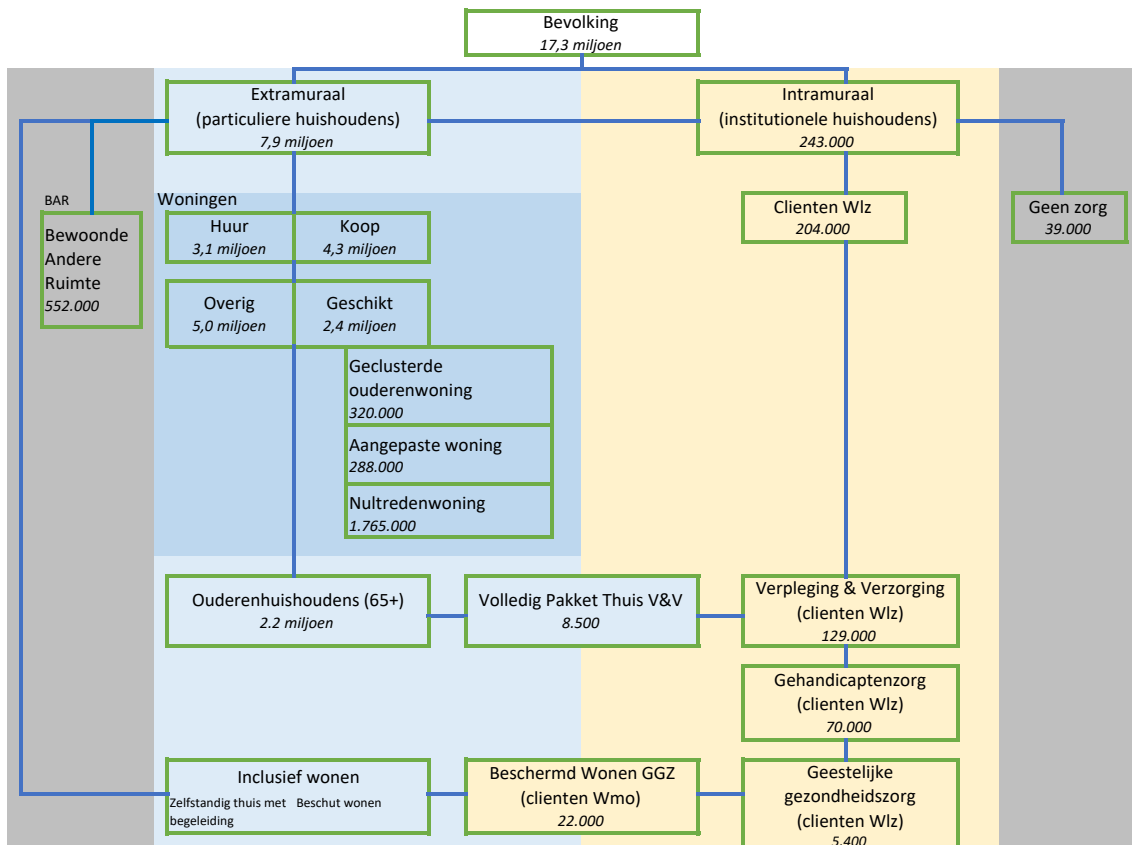 Bevolking
17,3 miljoen
Extramuraal
(particuliere huishoudens)
7,9 miljoen
Intramuraal
(institutionele huishoudens)
243.000
BAR
Bewoonde
Andere
Ruimte
552.000
Woningen
Huur
3,1 miljoen
Koop
4,3 miljoen
Clienten Wlz
204.000
Geen zorg
39.000
Overig
5,0 miljoen
Geschikt
2,4 miljoen
Geclusterde
ouderenwoning
320.000
Aangepaste woning
288.000
Nultredenwoning
1.765.000
Ouderenhuishoudens (65+)
2.2 miljoen
Volledig Pakket Thuis V&V
8.500
Verpleging & Verzorging
(clienten Wlz)
129.000
Gehandicaptenzorg
(clienten Wlz)
70.000
Inclusief wonen
Zelfstandig thuis met Beschut wonen
begeleiding
Beschermd Wonen GGZ
(clienten Wmo)
22.000
Geestelijke
gezondheidszorg
(clienten Wlz)
5.400